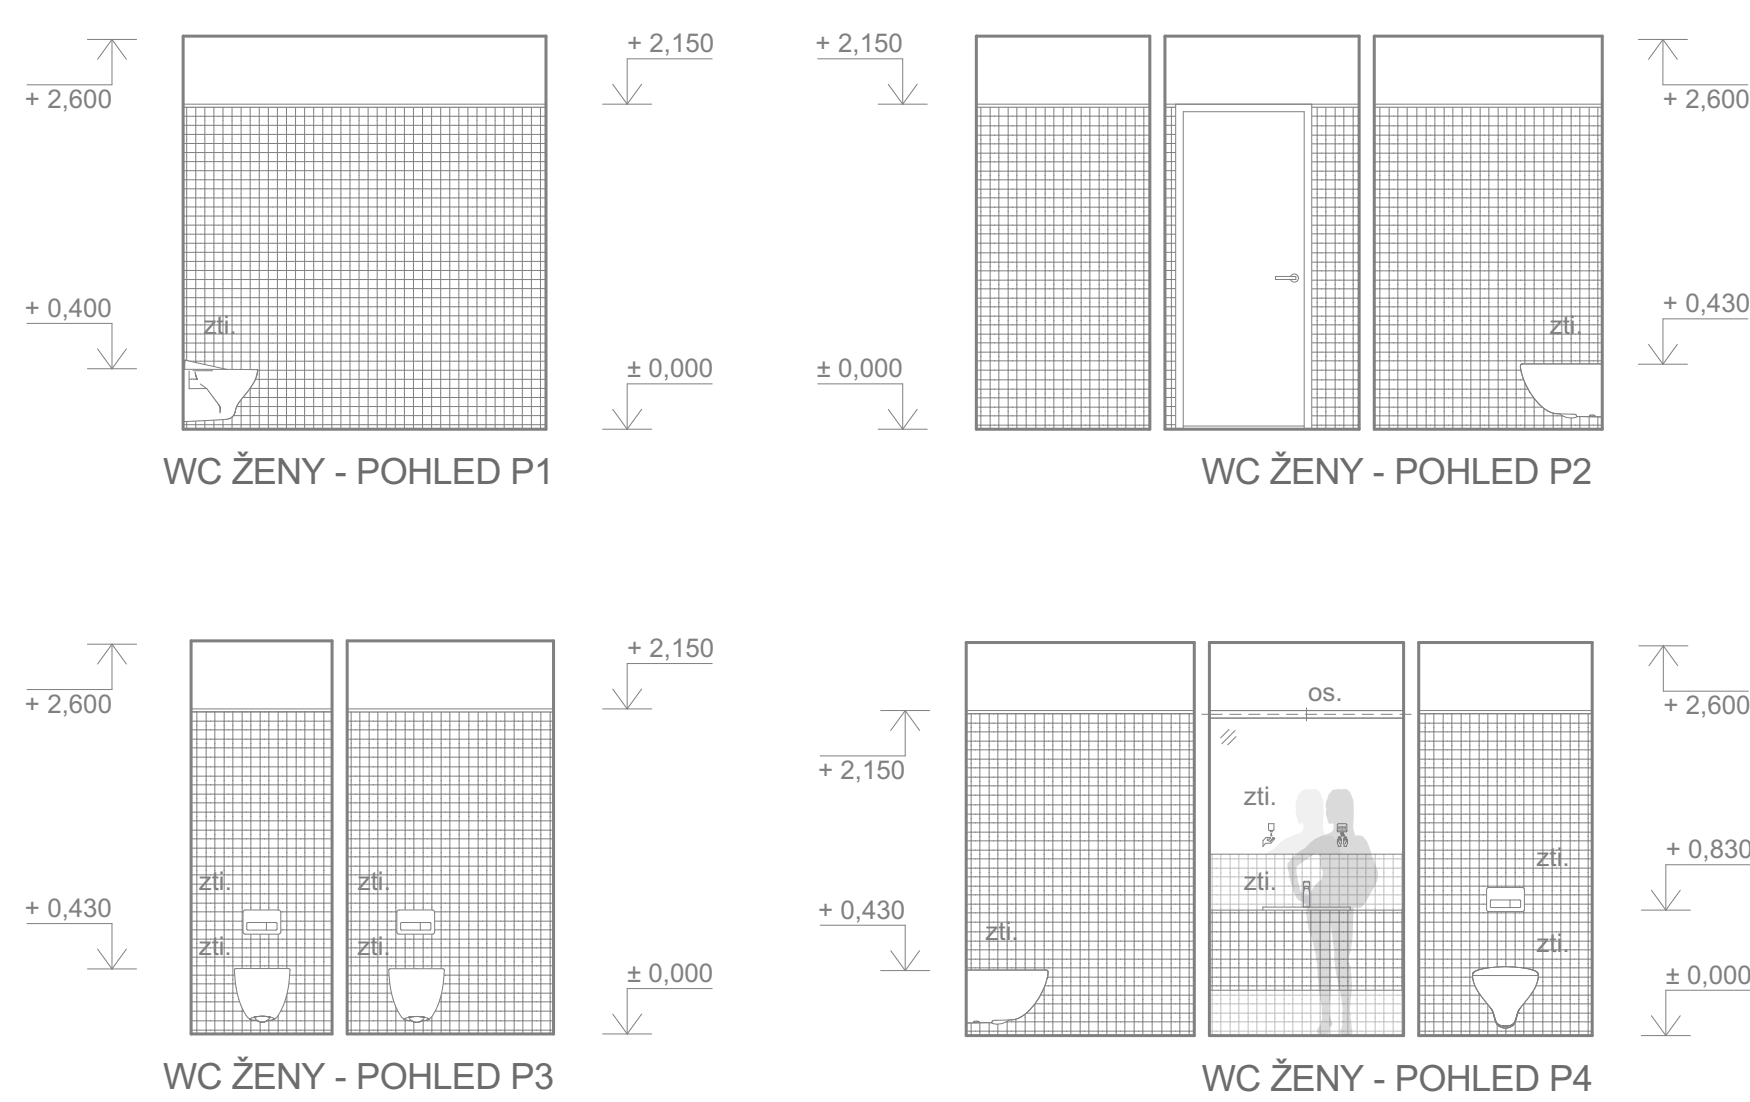 + 2,600
+ 2,150
+ 0,400
zti.
± 0,000
WC ŽENY - POHLED P1
+ 2,150
+ 2,600
+ 0,430
zti.
± 0,000
WC ŽENY - POHLED P2
+ 2,600
+ 2,150
zti.
zti.
+ 0,430
zti.
zti.
± 0,000
WC ŽENY - POHLED P3
os.
+ 2,600
+ 2,150
zti.
+ 0,830
zti.
zti.
+ 0,430
zti.
zti.
± 0,000
WC ŽENY - POHLED P4